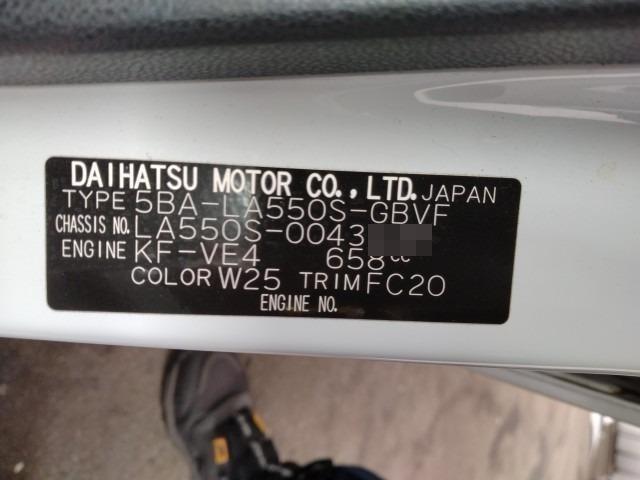 DAIHATSU MOTOR CO., LTD. JAPAN
TYPE 5BA-LA550S-GBVF
CHASSIS NO. LA550S-0043
ENGINE KF-VE4 658cc
COLOR W25 TRIM FC20
ENGINE NO.